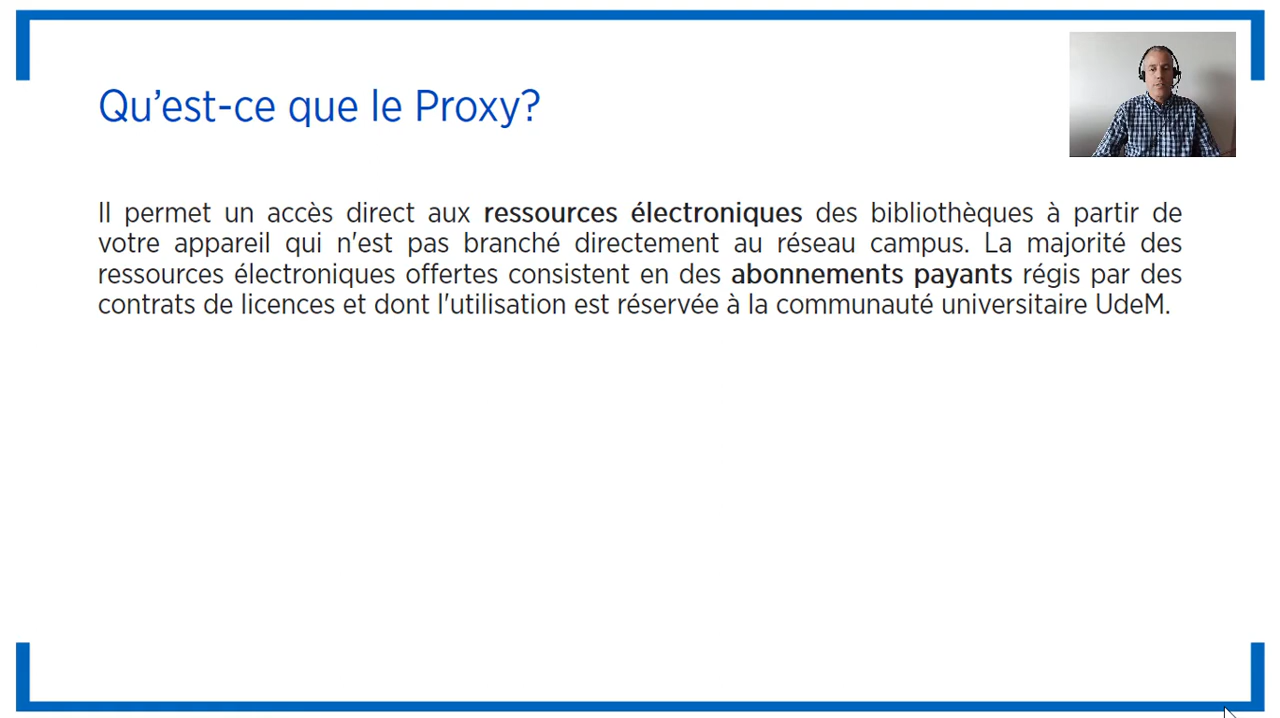 Qu’est-ce que le Proxy?
Il permet un accès direct aux ressources électroniques des bibliothèques à partir de
votre appareil qui n'est pas branché directement au réseau campus. La majorité des
ressources électroniques offertes consistent en des abonnements payants régis par des
contrats de licences et dont l'utilisation est réservée à la communauté universitaire UdeM.